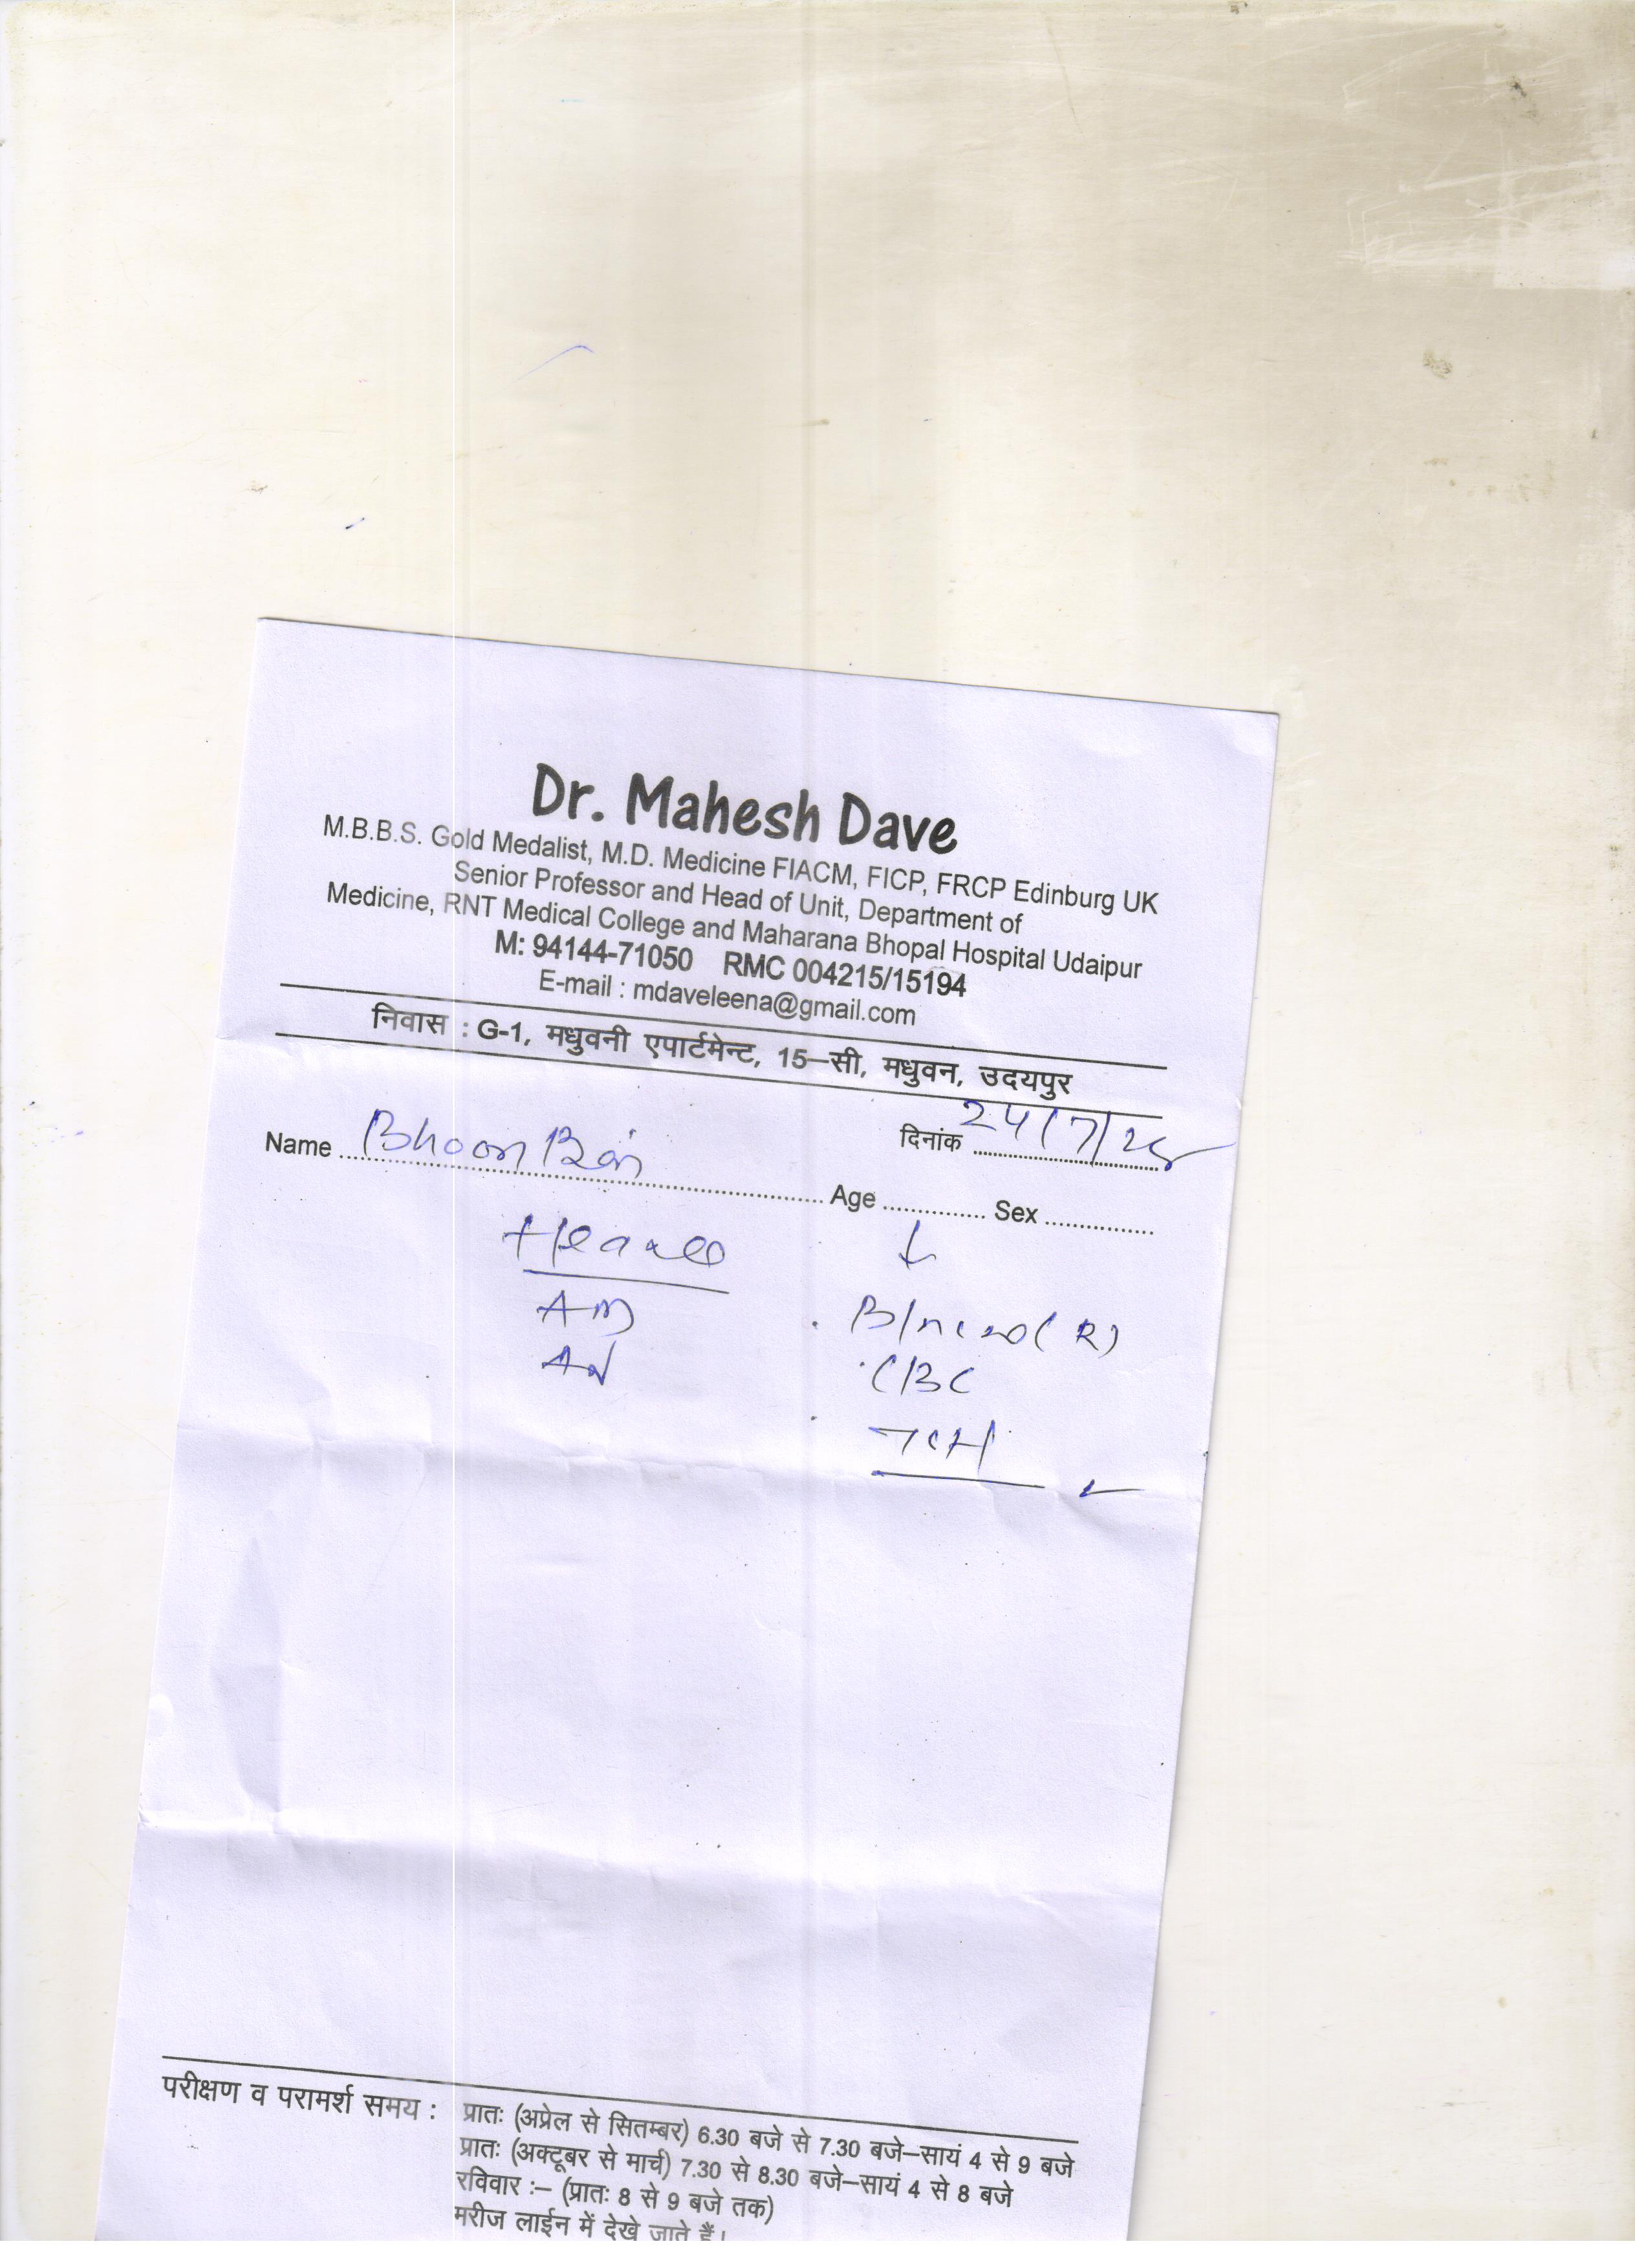 Dr. Mahesh Dave
M.B.B.S. Gold Medalist, M.D. Medicine FIACM, FICP, FRCP Edinburg UK
Senior Professor and Head of Unit, Department of
Medicine, RNT Medical College and Maharana Bhopal Hospital Udaipur
M: 94144-71050 RMC 004215/15194
E-mail : mdaveleena@gmail.com
निवास : G-1, मधुवनी एपार्टमेन्ट, 15–सी, मधुवन, उदयपुर
दिनांक 24/7/
Name Bhoon Age Sex
(R)
CBC
परीक्षण व परामर्श समय : प्रातः (अप्रेल से सितम्बर) 6.30 बजे से 7.30 बजे–सायं 4 से 9 बजे
प्रातः (अक्टूबर से मार्च) 7.30 से 8.30 बजे–सायं 4 से 8 बजे
रविवार :– (प्रातः 8 से 9 बजे तक)
मरीज लाईन में देखे जाते हैं।